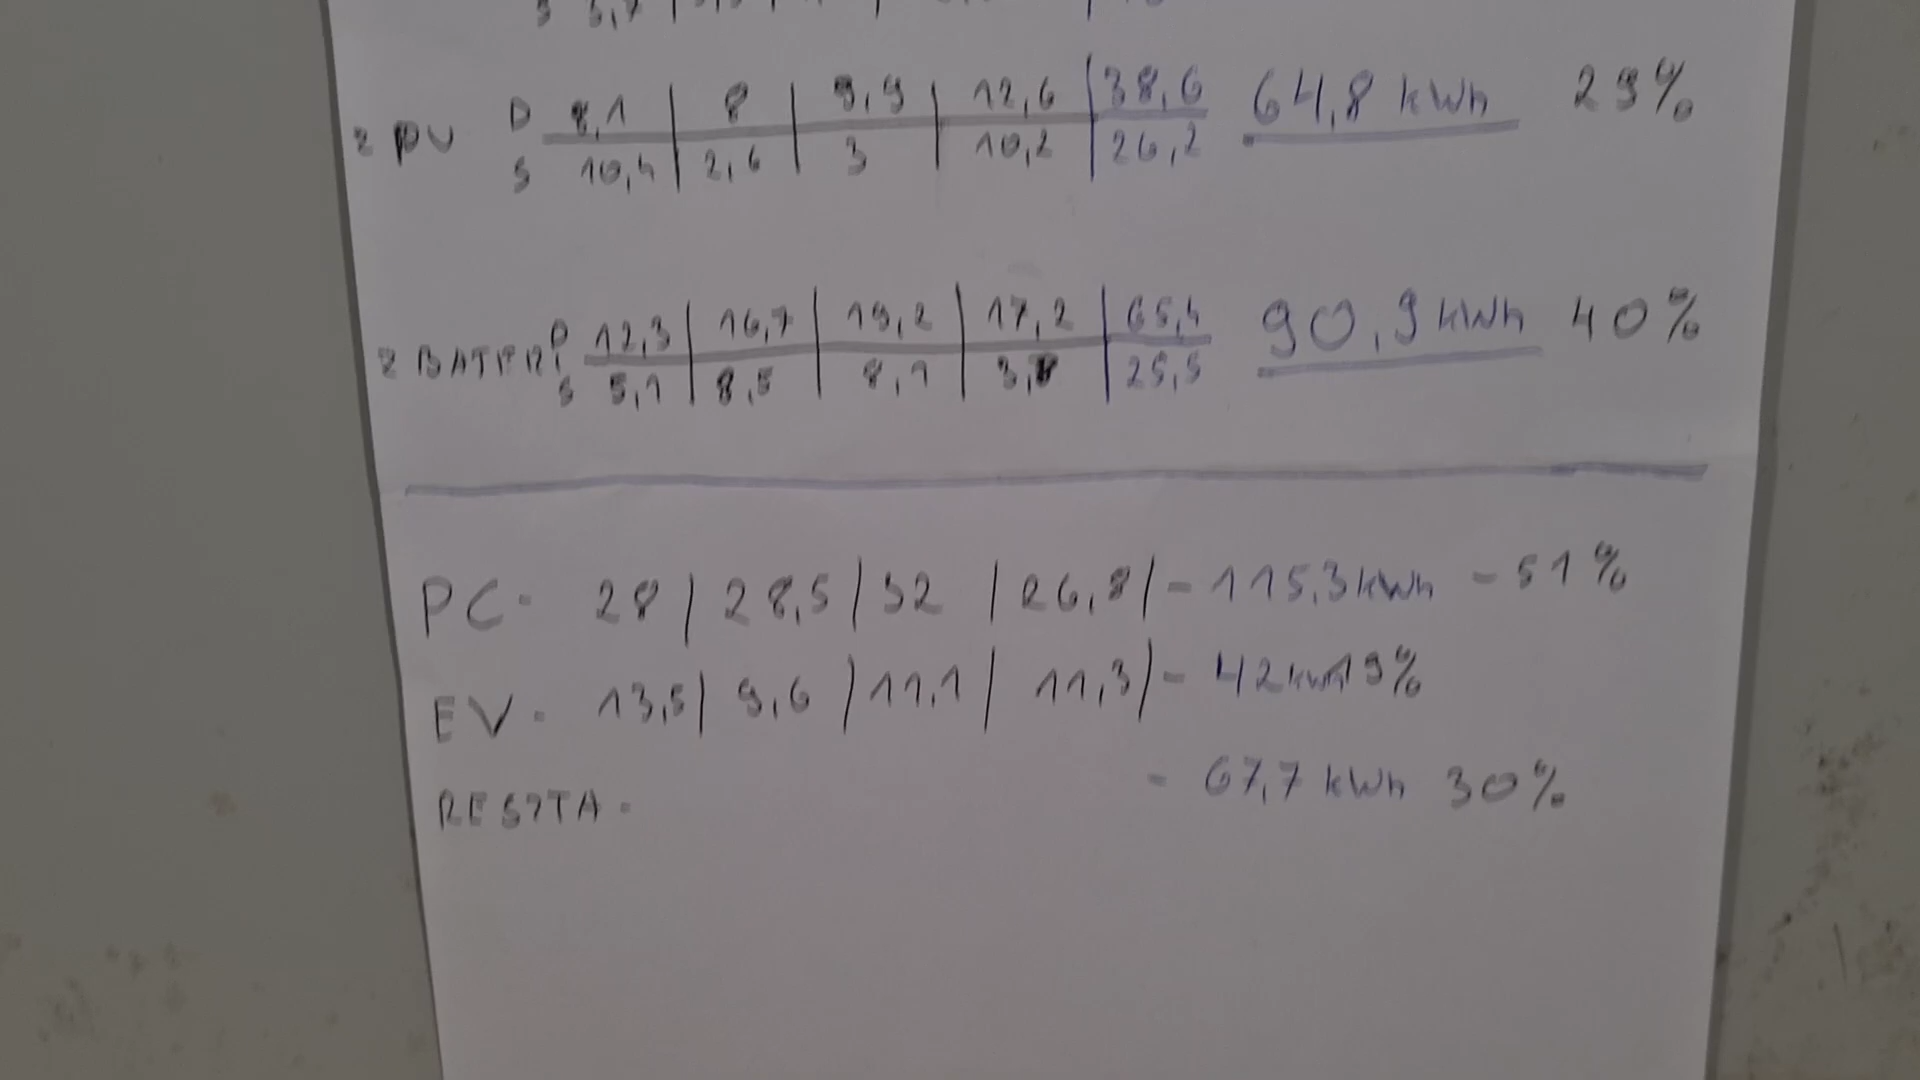 z PV D 8,1 | 8 | 9,9 | 12,6 | 38,6 64,8 kWh 29%
S 10,4 | 2,6 | 3 | 10,2 | 26,2
z BATERI D 12,3 | 16,7 | 19,2 | 17,2 | 65,4 90,9 kWh 40%
S 5,1 | 8,5 | 8,1 | 3,8 | 25,5
PC - 28 | 28,5 | 32 | 26,8 | - 115,3 kWh - 51%
EV - 13,5 | 9,6 | 11,1 | 11,3 | - 42 kWh 19%
RESZTA - - 67,7 kWh 30%